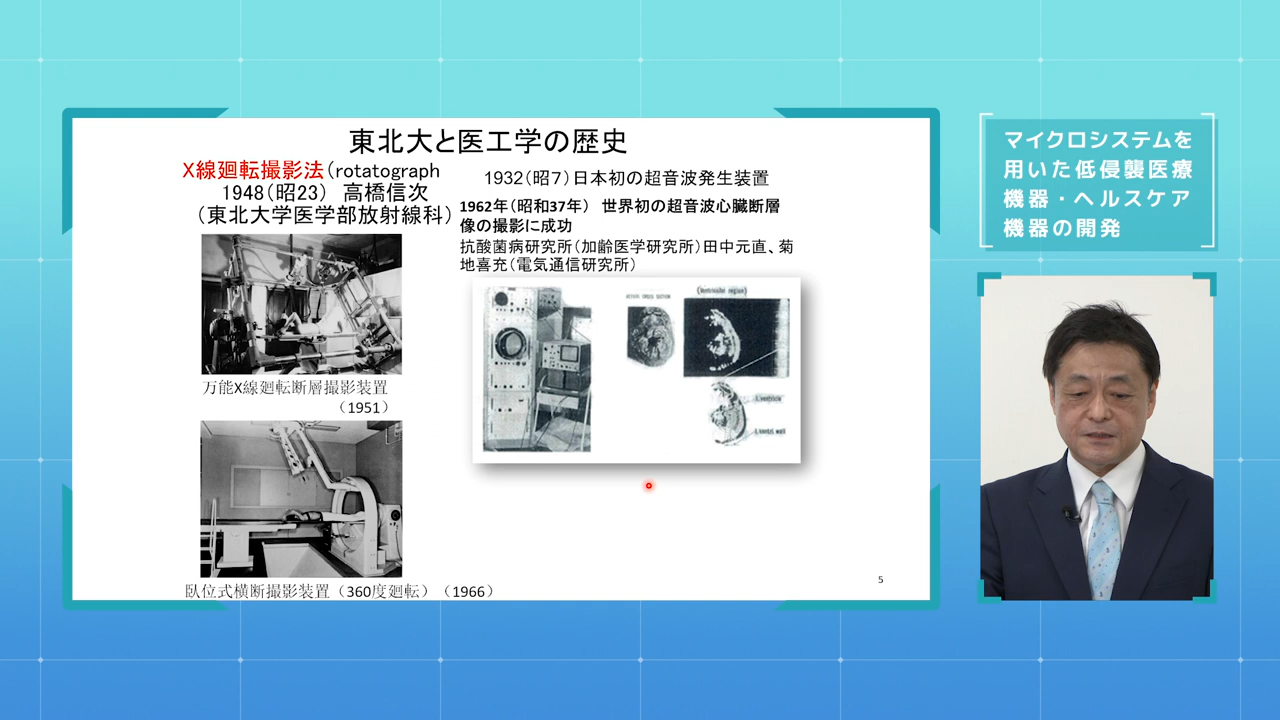 東北大と医工学の歴史
X線廻転撮影法(rotatograph
1948(昭23) 高橋信次
(東北大学医学部放射線科)
万能X線廻転断層撮影装置
(1951)
臥位式横断撮影装置(360度廻転)(1966)
1932(昭7)日本初の超音波発生装置
1962年(昭和37年) 世界初の超音波心臓断層
像の撮影に成功
抗酸菌病研究所(加齢医学研究所)田中元直、菊
地喜充(電気通信研究所)
ACTUAL CROSS SECTION
(Ventricular region)
5
マイクロシステムを
用いた低侵襲医療
機器・ヘルスケア
機器の開発